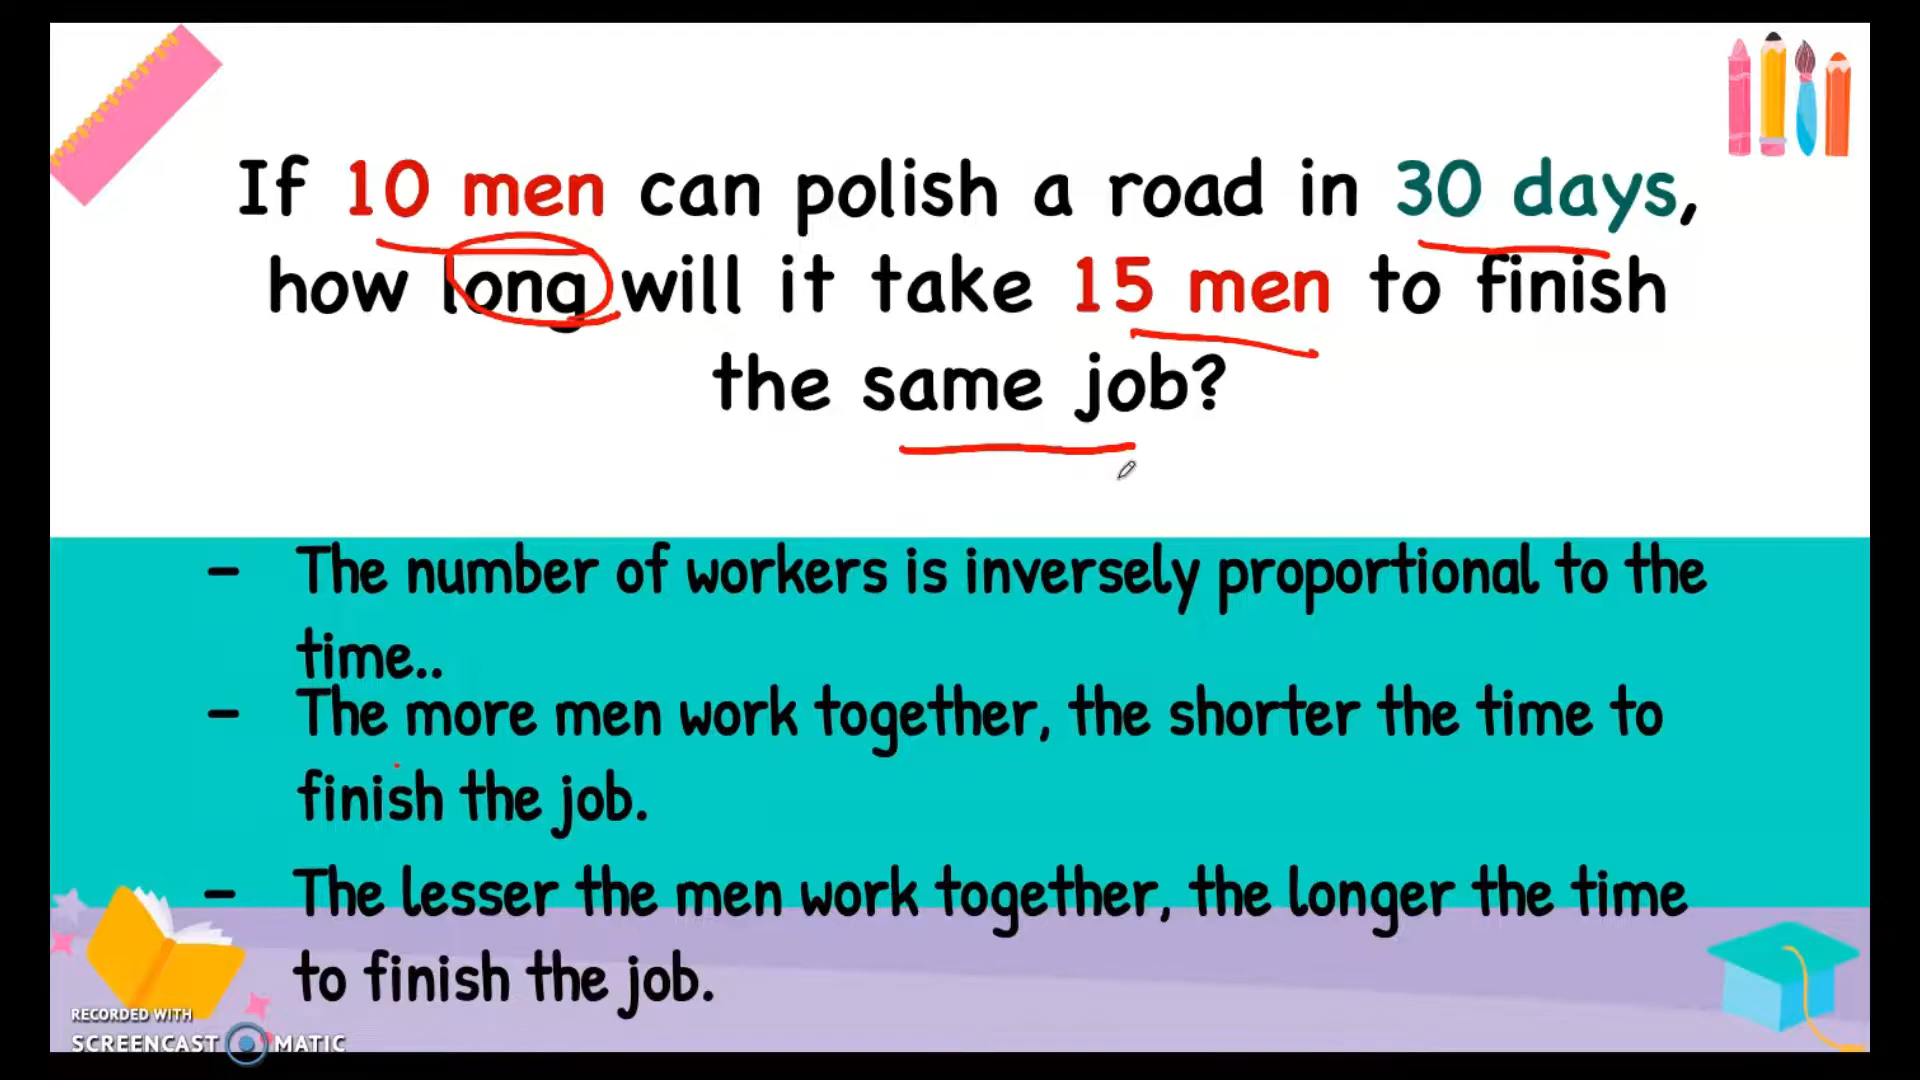 If 10 men can polish a road in 30 days,
how long will it take 15 men to finish
the same job?
- The number of workers is inversely proportional to the
time..
- The more men work together, the shorter the time to
finish the job.
- The lesser the men work together, the longer the time
to finish the job.
RECORDED WITH
SCREENCAST MATIC